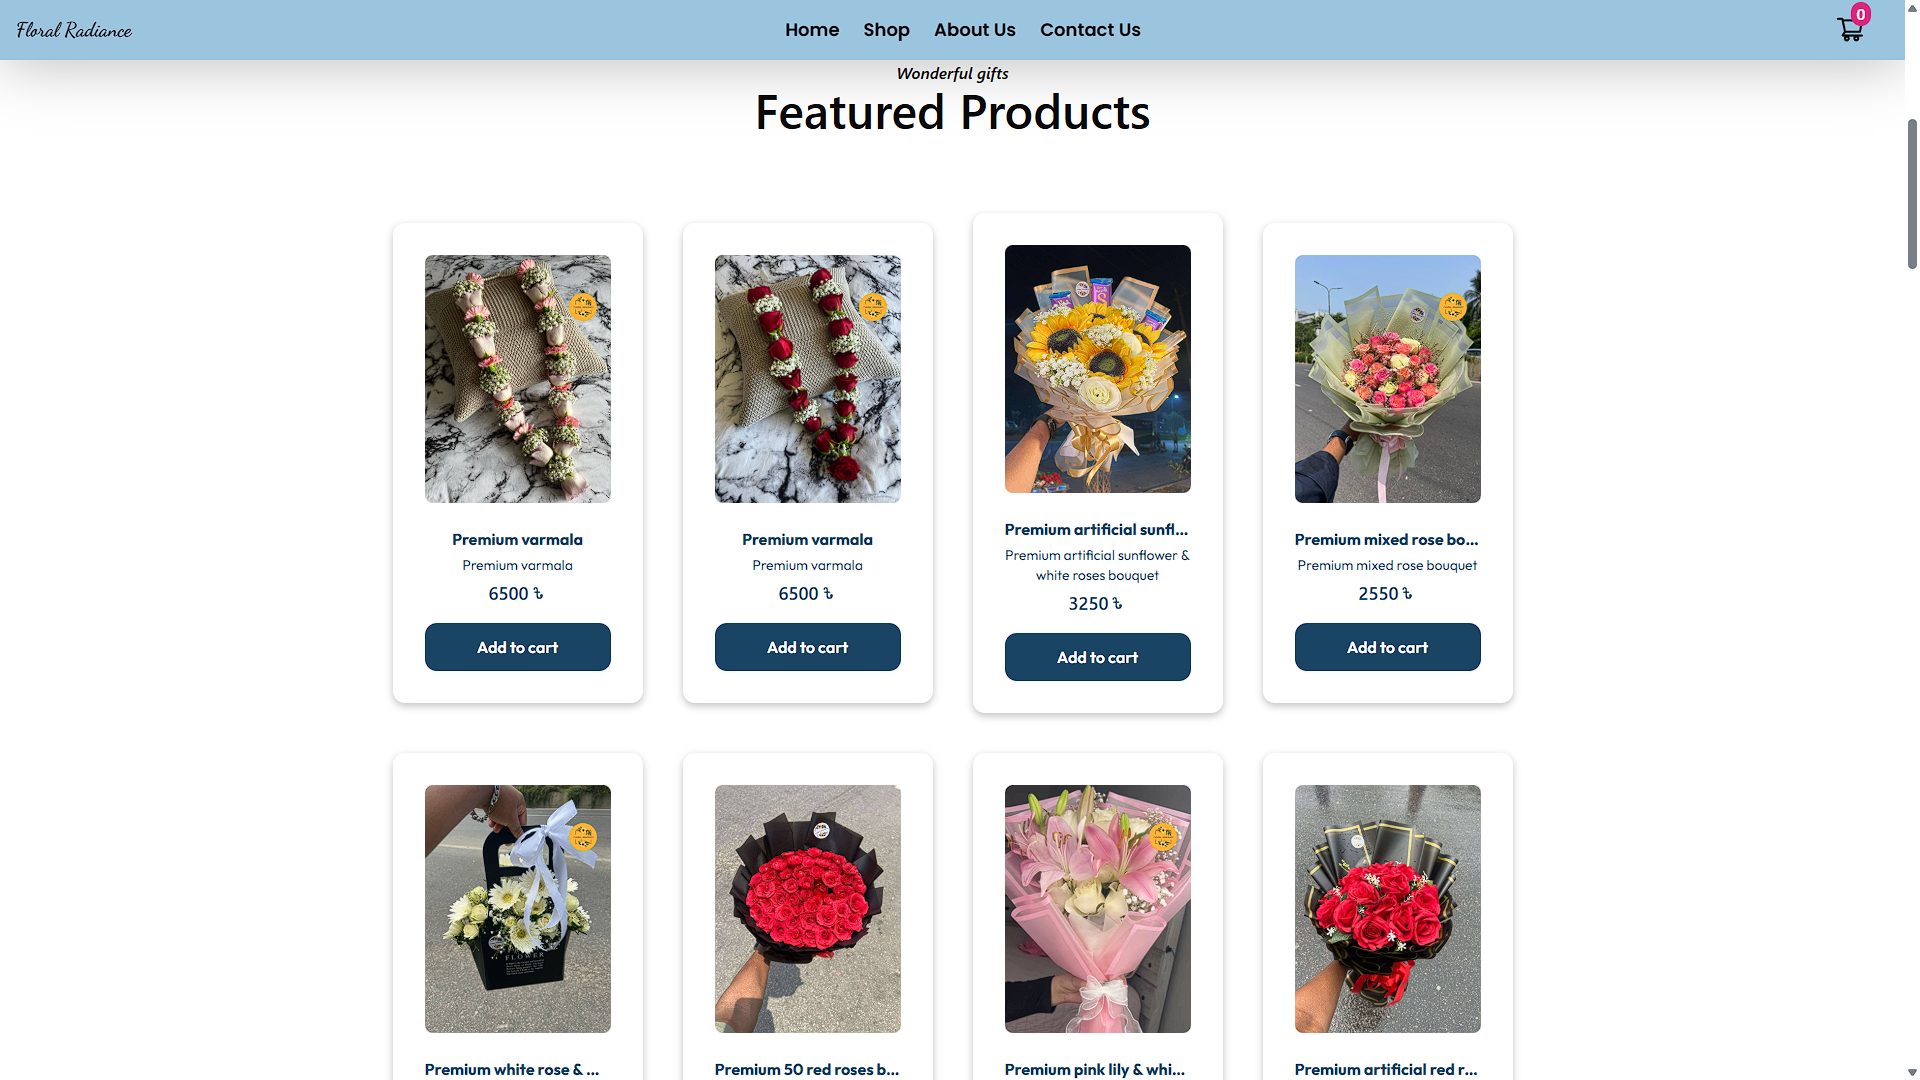 Floral Radiance
Home Shop About Us Contact Us
0
Wonderful gifts
Featured Products
Premium varmala
Premium varmala
6500 ৳
Add to cart
Premium varmala
Premium varmala
6500 ৳
Add to cart
Premium artificial sunfl...
Premium artificial sunflower &
white roses bouquet
3250 ৳
Add to cart
Premium mixed rose bo...
Premium mixed rose bouquet
2550 ৳
Add to cart
FLOWER
Premium white rose & ...
Premium 50 red roses b...
Premium pink lily & whi...
Premium artificial red r...